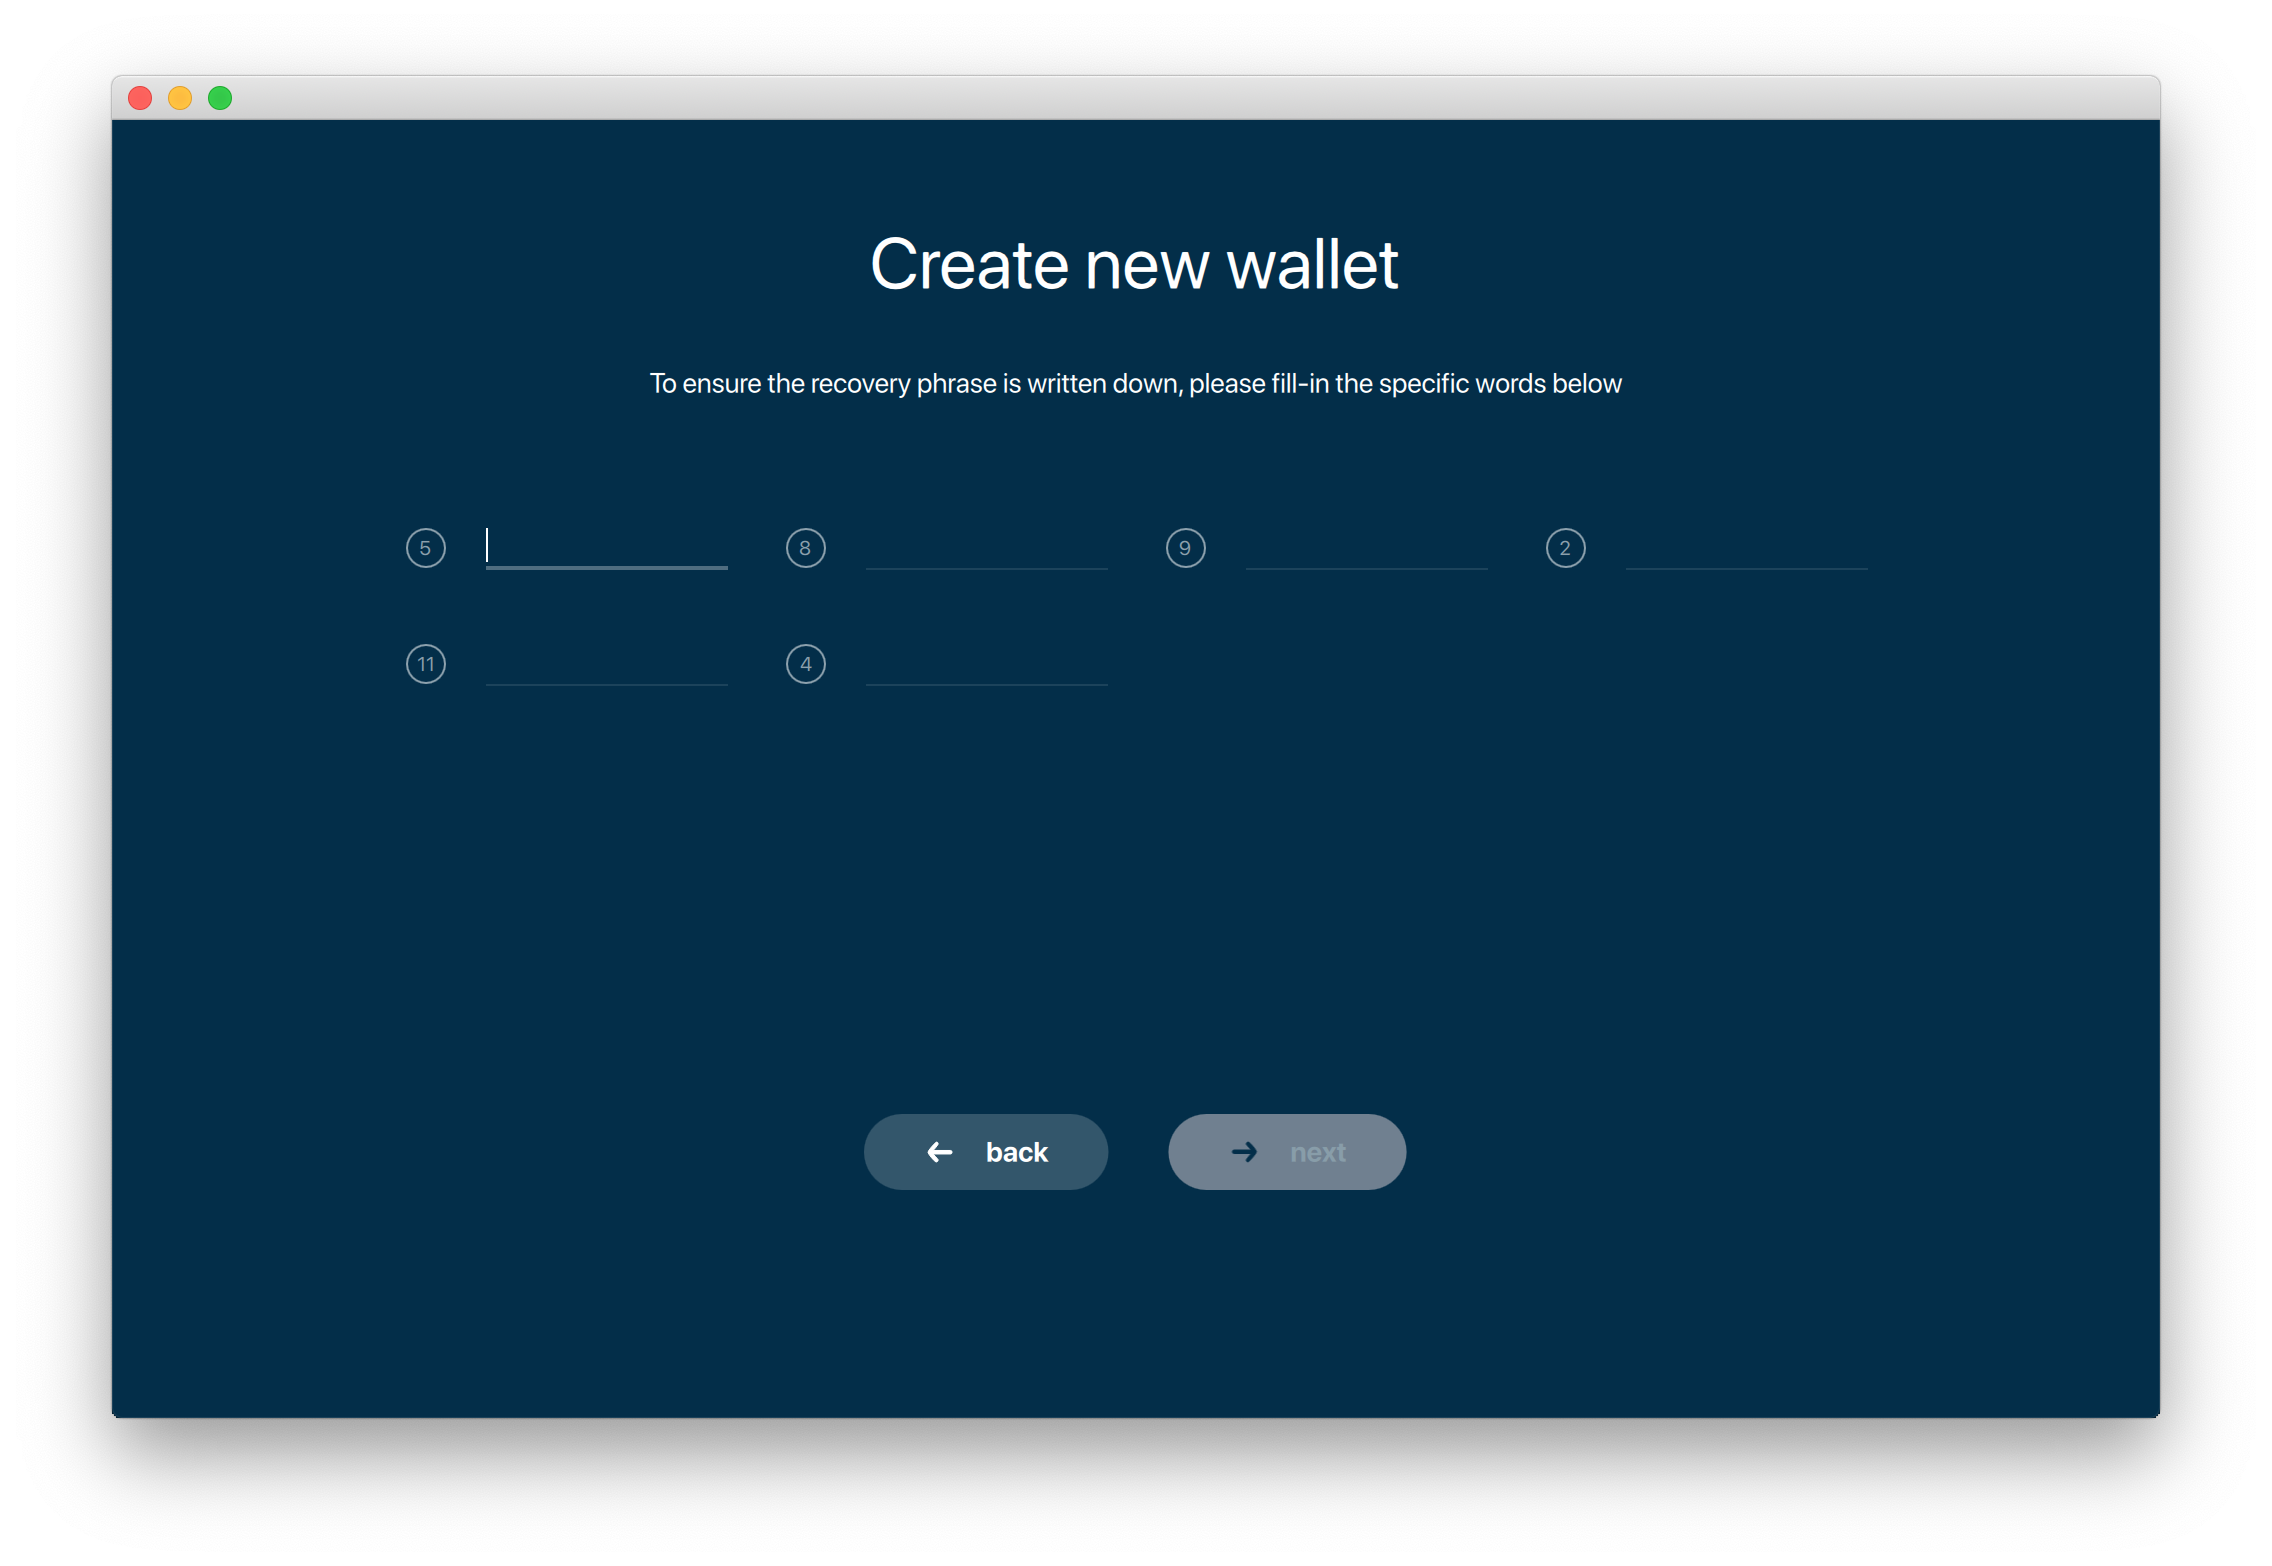 Create new wallet
To ensure the recovery phrase is written down, please fill-in the specific words below
5 8 9 2
11 4
back next